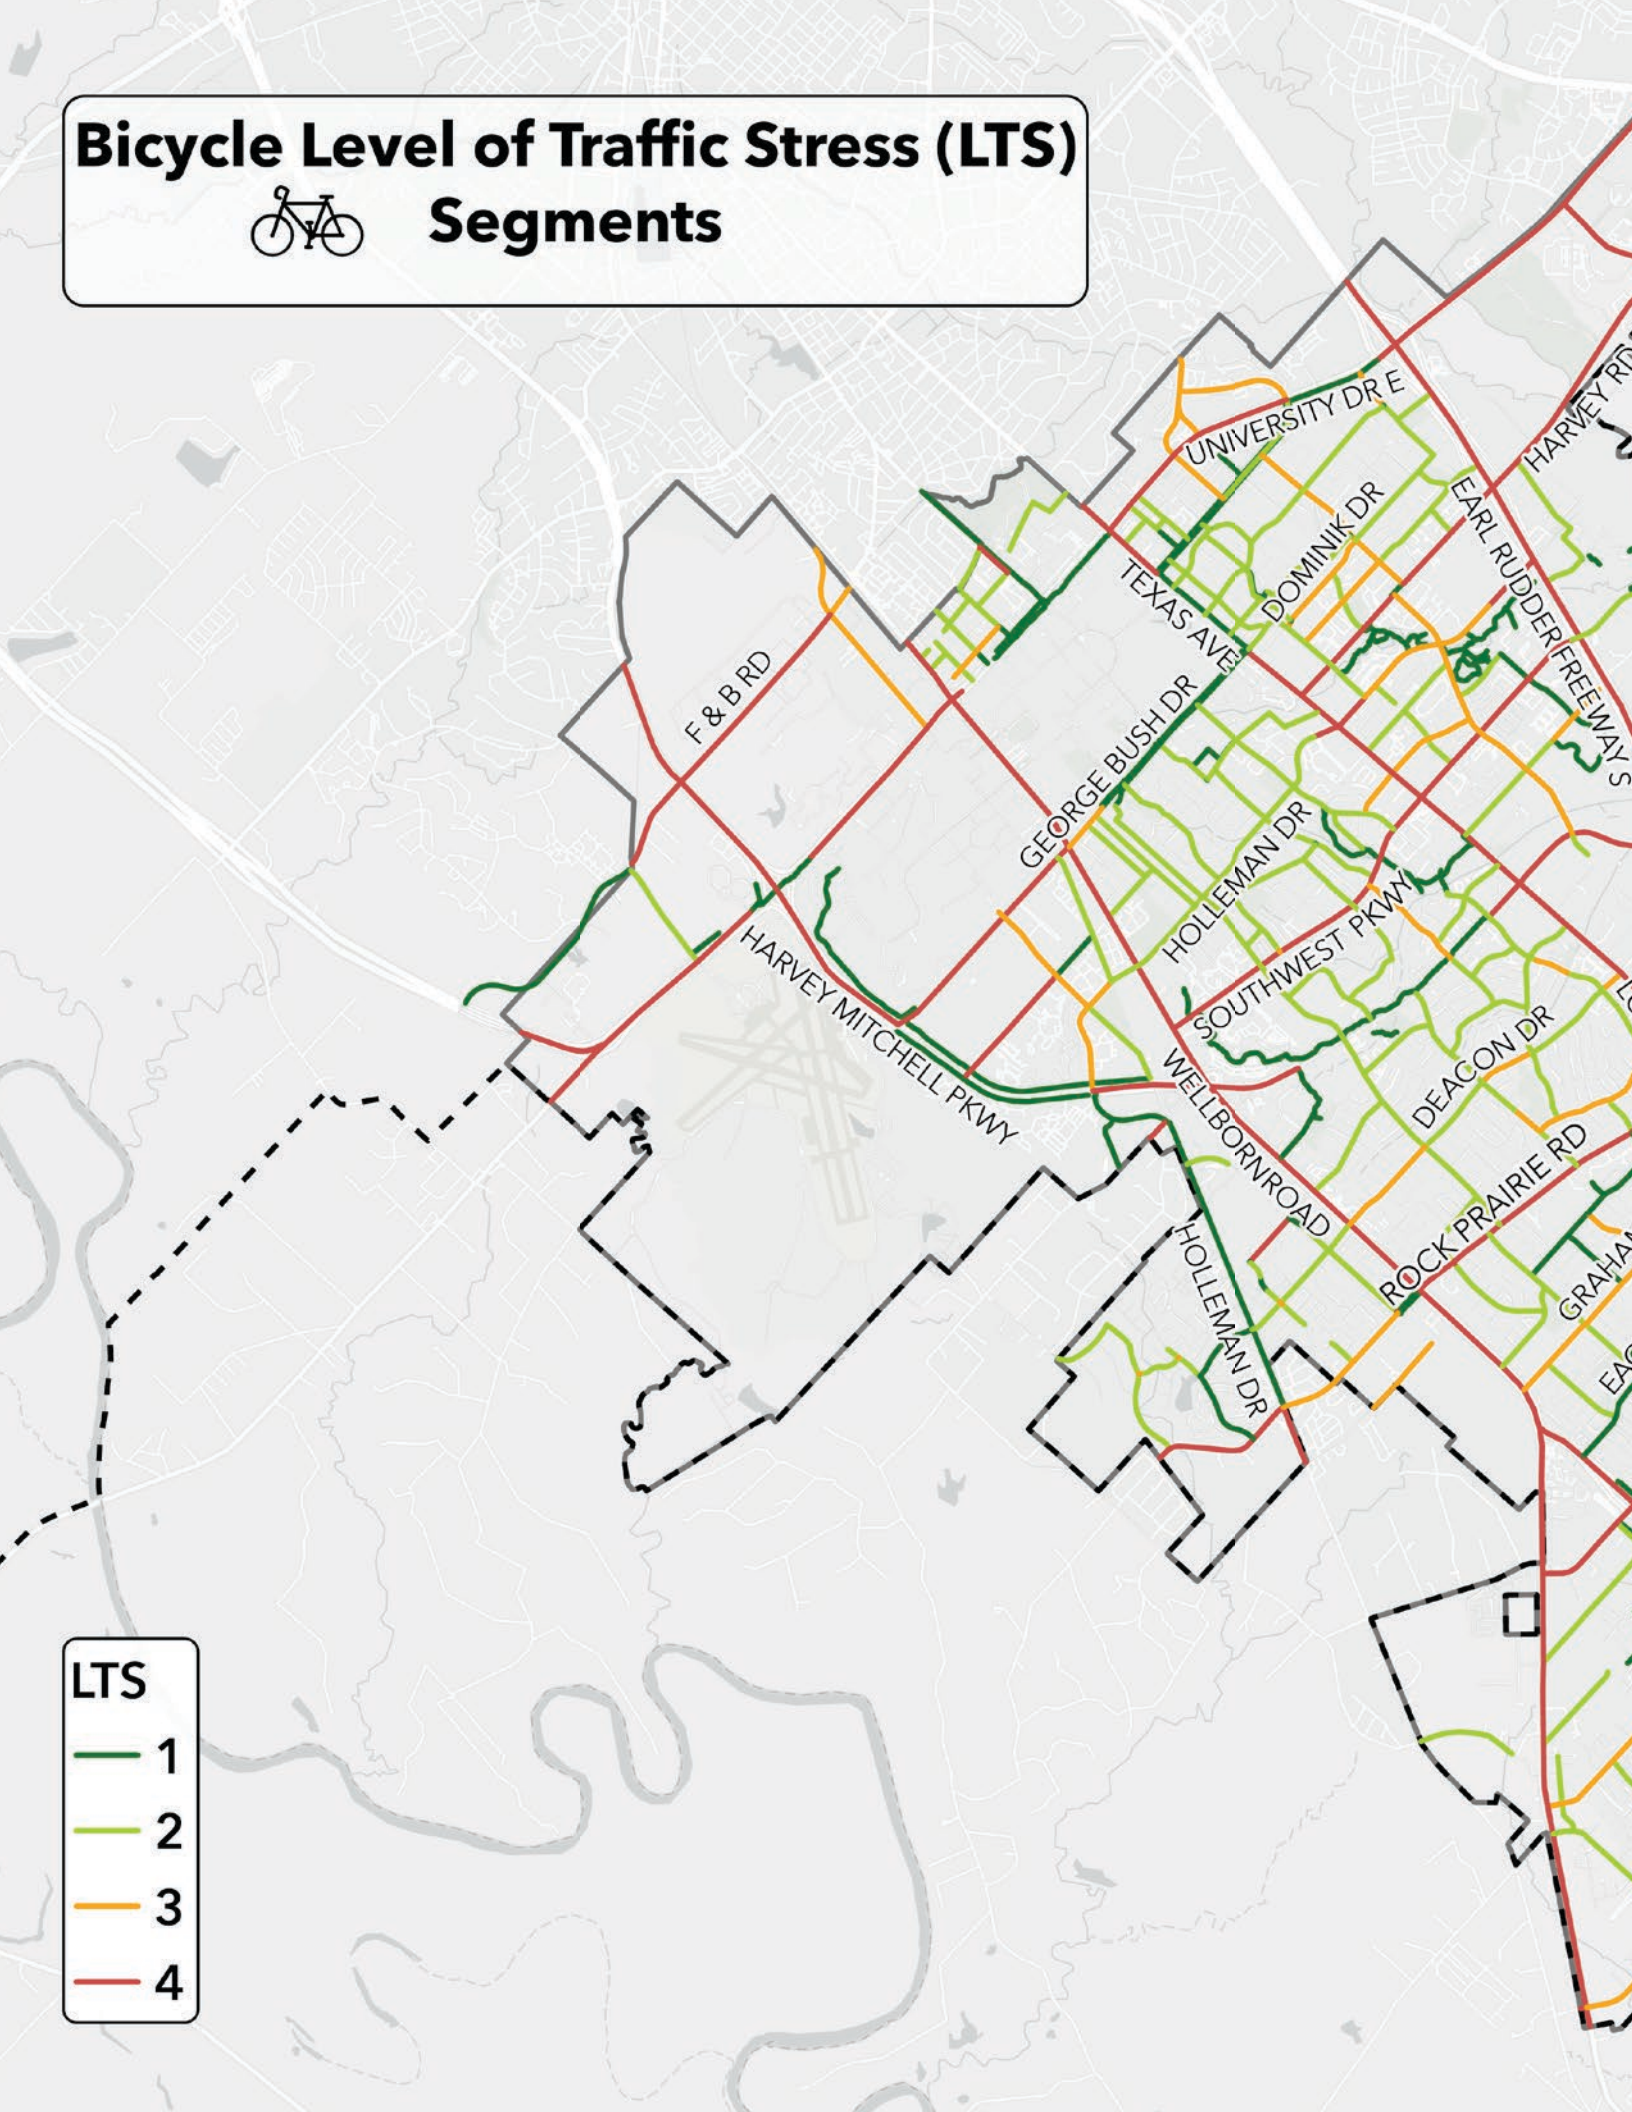 Bicycle Level of Traffic Stress (LTS)
Segments
HARVEY RD
UNIVERSITY DR E
EARL RUDDER FREEWAY S
DOMINIK DR
TEXAS AVE
F & B RD
GEORGE BUSH DR
HOLLEMAN DR
SOUTHWEST PKWY
HARVEY MITCHELL PKWY
DEACON DR
WELLBORN ROAD
ROCK PRAIRIE RD
HOLLEMAN DR
GRAHAM
LTS
1
2
3
4